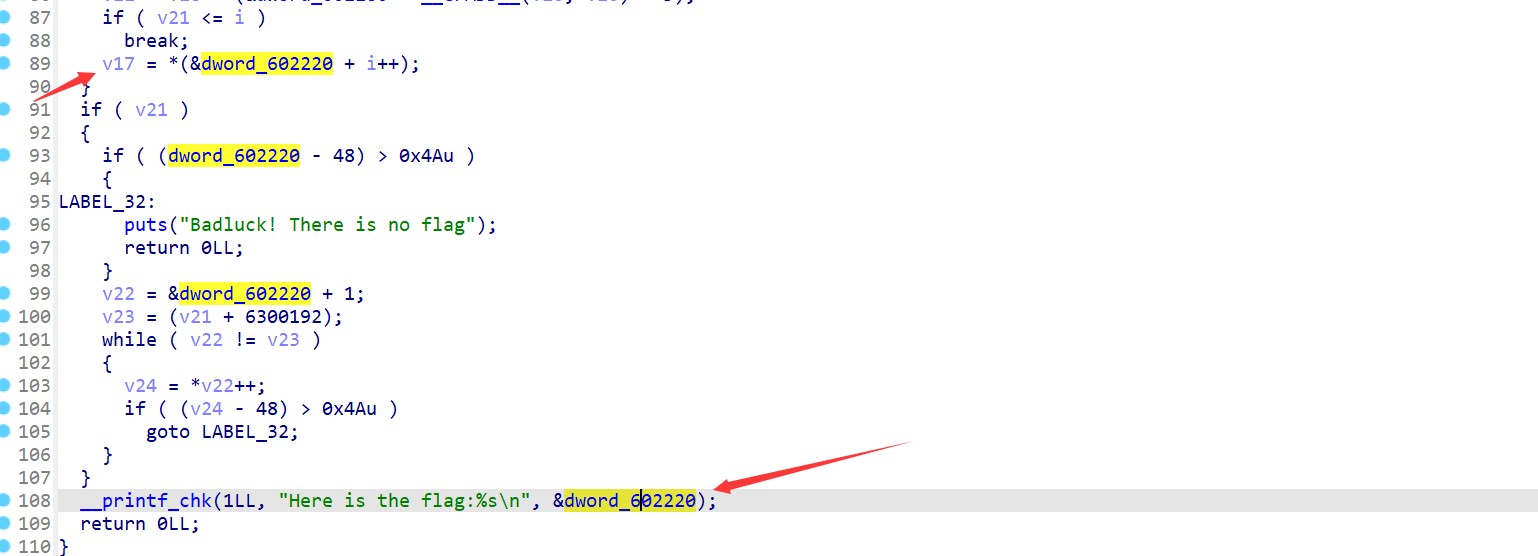 87 if ( v21 <= i )
88 break;
89 v17 = *(&dword_602220 + i++);
90 }
91 if ( v21 )
92 {
93 if ( (dword_602220 - 48) > 0x4Au )
94 {
95 LABEL_32:
96 puts("Badluck! There is no flag");
97 return 0LL;
98 }
99 v22 = &dword_602220 + 1;
100 v23 = (v21 + 6300192);
101 while ( v22 != v23 )
102 {
103 v24 = *v22++;
104 if ( (v24 - 48) > 0x4Au )
105 goto LABEL_32;
106 }
107 }
108 __printf_chk(1LL, "Here is the flag:%s\n", &dword_602220);
109 return 0LL;
110 }